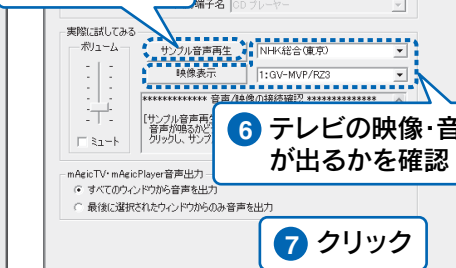 端子名 CD プレーヤー
実際に試してみる
ボリューム
サンプル音声再生
NHK総合(東京)
映像表示
1:GV-MVP/RZ3
************** 音声/映像の接続確認 **************
[サンプル音声再
音声が鳴るかど
クリックし、サンプ
ミュート
6 テレビの映像・音
が出るかを確認
mAgicTV・mAgicPlayer音声出力
すべてのウィンドウから音声を出力
最後に選択されたウィンドウからのみ音声を出力
7 クリック